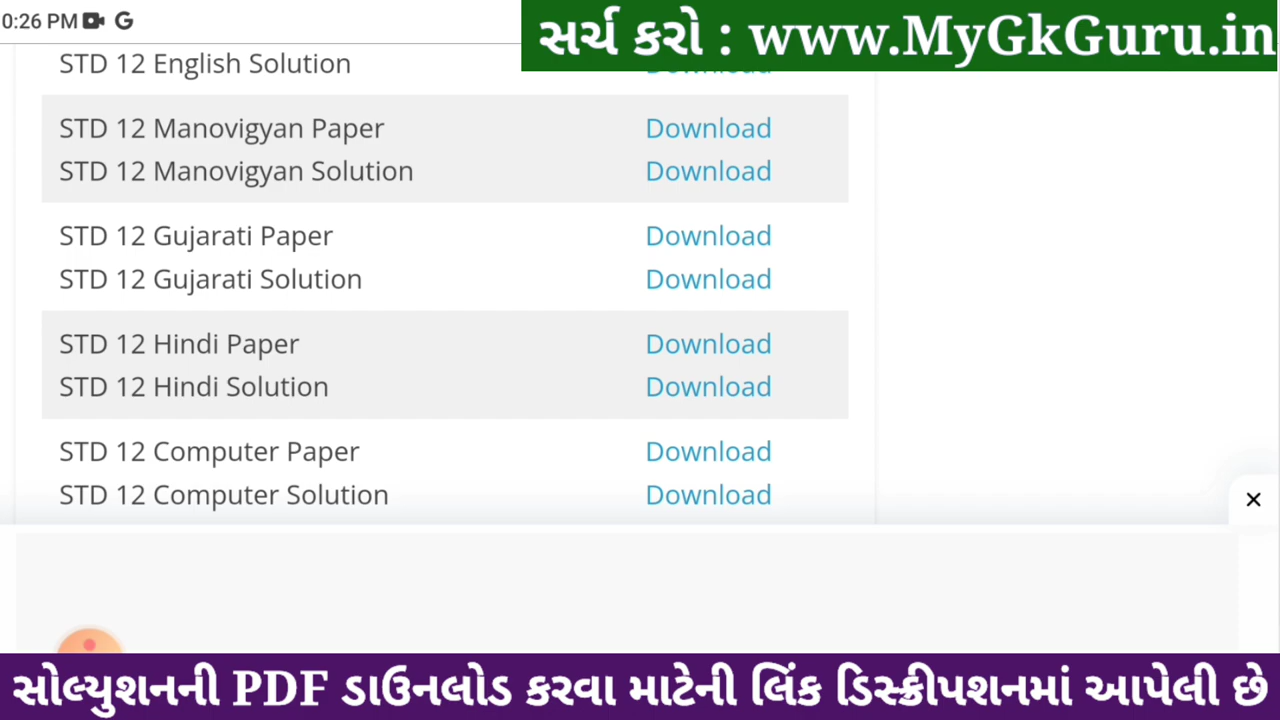 0:26 PM G
સર્ચ કરો : www.MyGkGuru.in
STD 12 English Solution Download
STD 12 Manovigyan Paper Download
STD 12 Manovigyan Solution Download
STD 12 Gujarati Paper Download
STD 12 Gujarati Solution Download
STD 12 Hindi Paper Download
STD 12 Hindi Solution Download
STD 12 Computer Paper Download
STD 12 Computer Solution Download
સોલ્યુશનની PDF ડાઉનલોડ કરવા માટેની લિંક ડિસ્ક્રીપશનમાં આપેલી છે